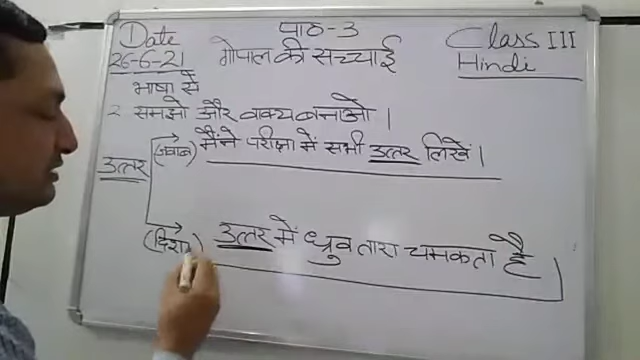 पाठ-3
Date
26-6-21
गोपाल की सच्चाई
Class III
Hindi
भाषा से
2 समझो और वाक्य बनाओ ।
उत्तर
(जवाब) मैंने परीक्षा में सभी उत्तर लिखें ।
(दिशा) उत्तर में ध्रुव तारा चमकता है ।